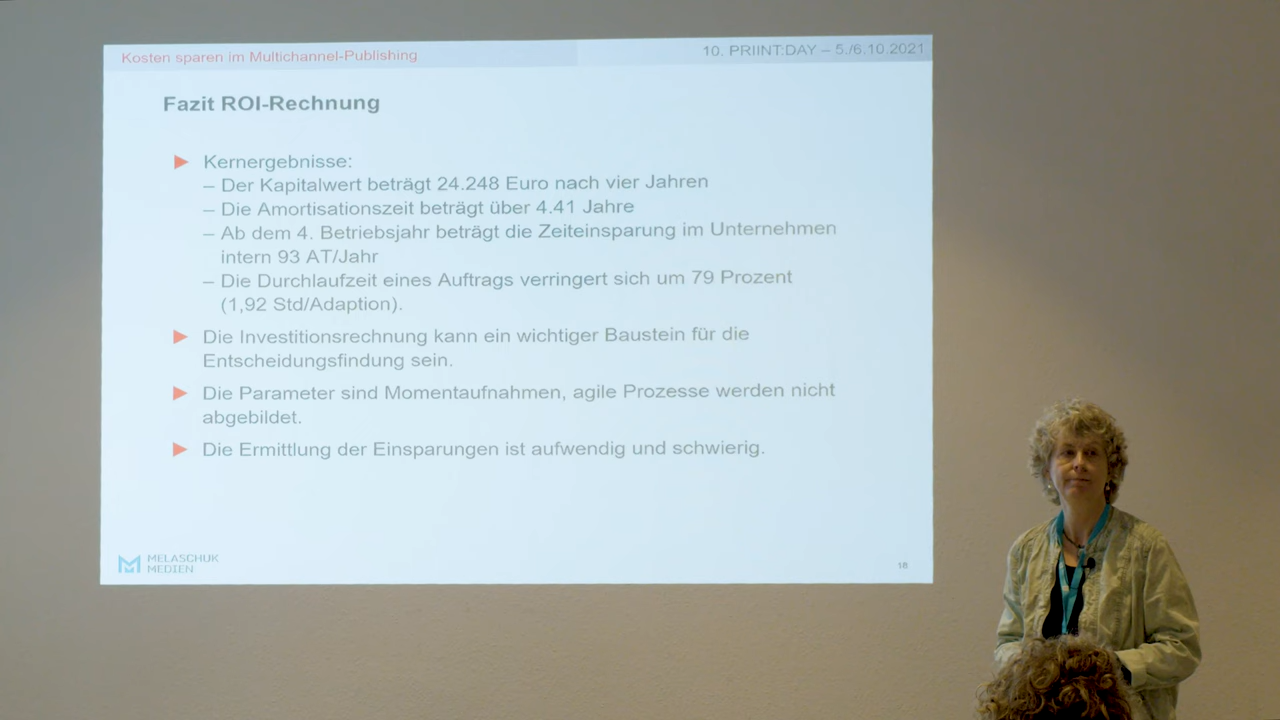 Kosten sparen im Multichannel-Publishing
10. PRIINT:DAY – 5./6.10.2021
Fazit ROI-Rechnung
Kernergebnisse:
– Der Kapitalwert beträgt 24.248 Euro nach vier Jahren
– Die Amortisationszeit beträgt über 4.41 Jahre
– Ab dem 4. Betriebsjahr beträgt die Zeiteinsparung im Unternehmen
intern 93 AT/Jahr
– Die Durchlaufzeit eines Auftrags verringert sich um 79 Prozent
(1,92 Std/Adaption).
Die Investitionsrechnung kann ein wichtiger Baustein für die
Entscheidungsfindung sein.
Die Parameter sind Momentaufnahmen, agile Prozesse werden nicht
abgebildet.
Die Ermittlung der Einsparungen ist aufwendig und schwierig.
MELASCHUK
MEDIEN
18